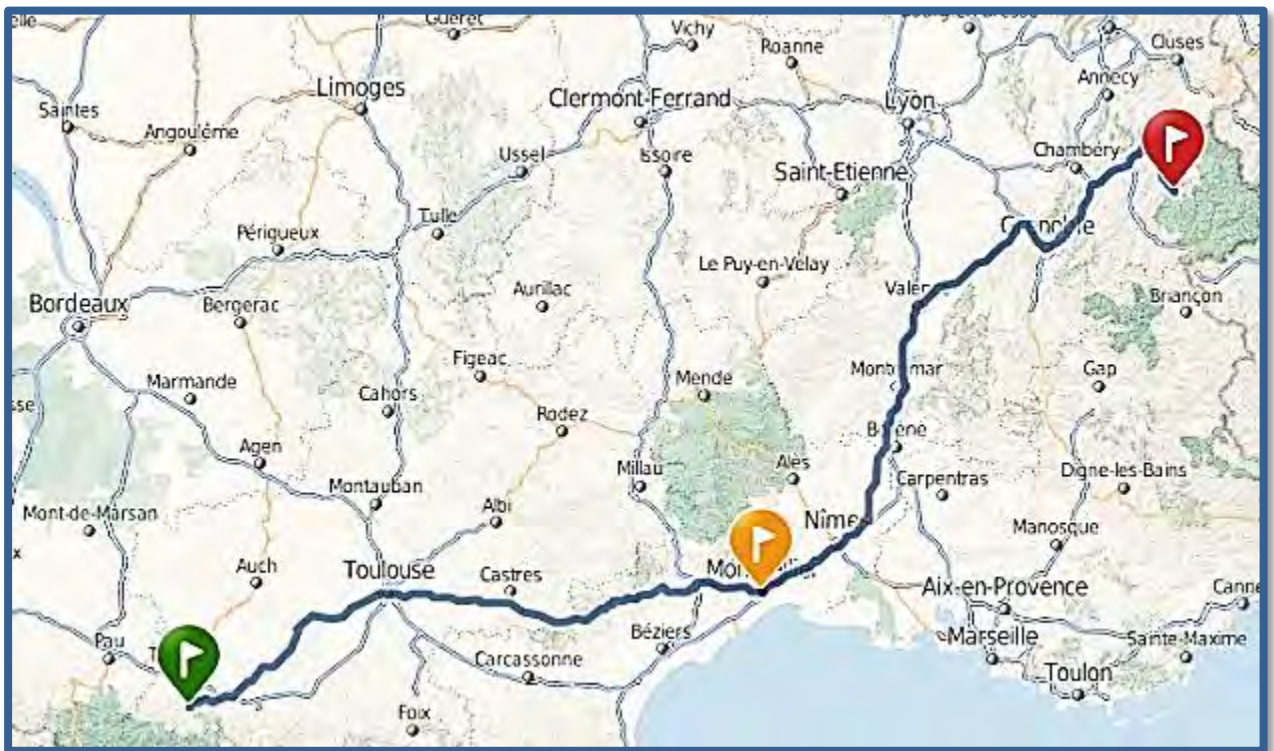 Guéret
Vichy
Roanne
Cluses
Annecy
Limoges
Clermont-Ferrand
Lyon
Saintes
Angoulême
Ussel
Issoire
Chambéry
Saint-Etienne
Tulle
Périgueux
Le Puy-en-Velay
Aurillac
Bordeaux
Bergerac
Briançon
Figeac
Marmande
Mende
Gap
Cahors
Rodez
Agen
Millau
Ales
Digne-les-Bains
Montauban
Carpentras
Albi
Mont-de-Marsan
Manosque
Auch
Toulouse
Castres
Aix-en-Provence
Pau
Béziers
Marseille
Sainte-Maxime
Carcassonne
Toulon
Foix